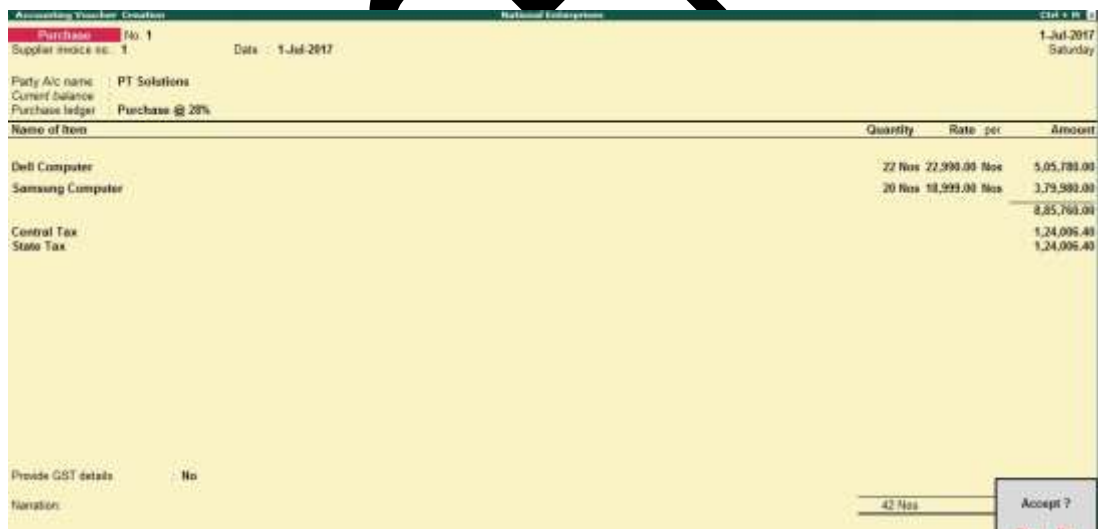 Accounting Voucher Creation National Enterprises Ctrl + M
Purchase No. 1 1-Jul-2017
Supplier invoice no. 1 Date : 1-Jul-2017 Saturday
Party A/c name : PT Solutions
Current balance :
Purchase ledger : Purchase @ 28%
Name of Item Quantity Rate per Amount
Dell Computer 22 Nos 22,990.00 Nos 5,05,780.00
Samsung Computer 20 Nos 18,999.00 Nos 3,79,980.00
8,85,760.00
Central Tax 1,24,006.40
State Tax 1,24,006.40
Provide GST details : No
Narration: 42 Nos Accept ?